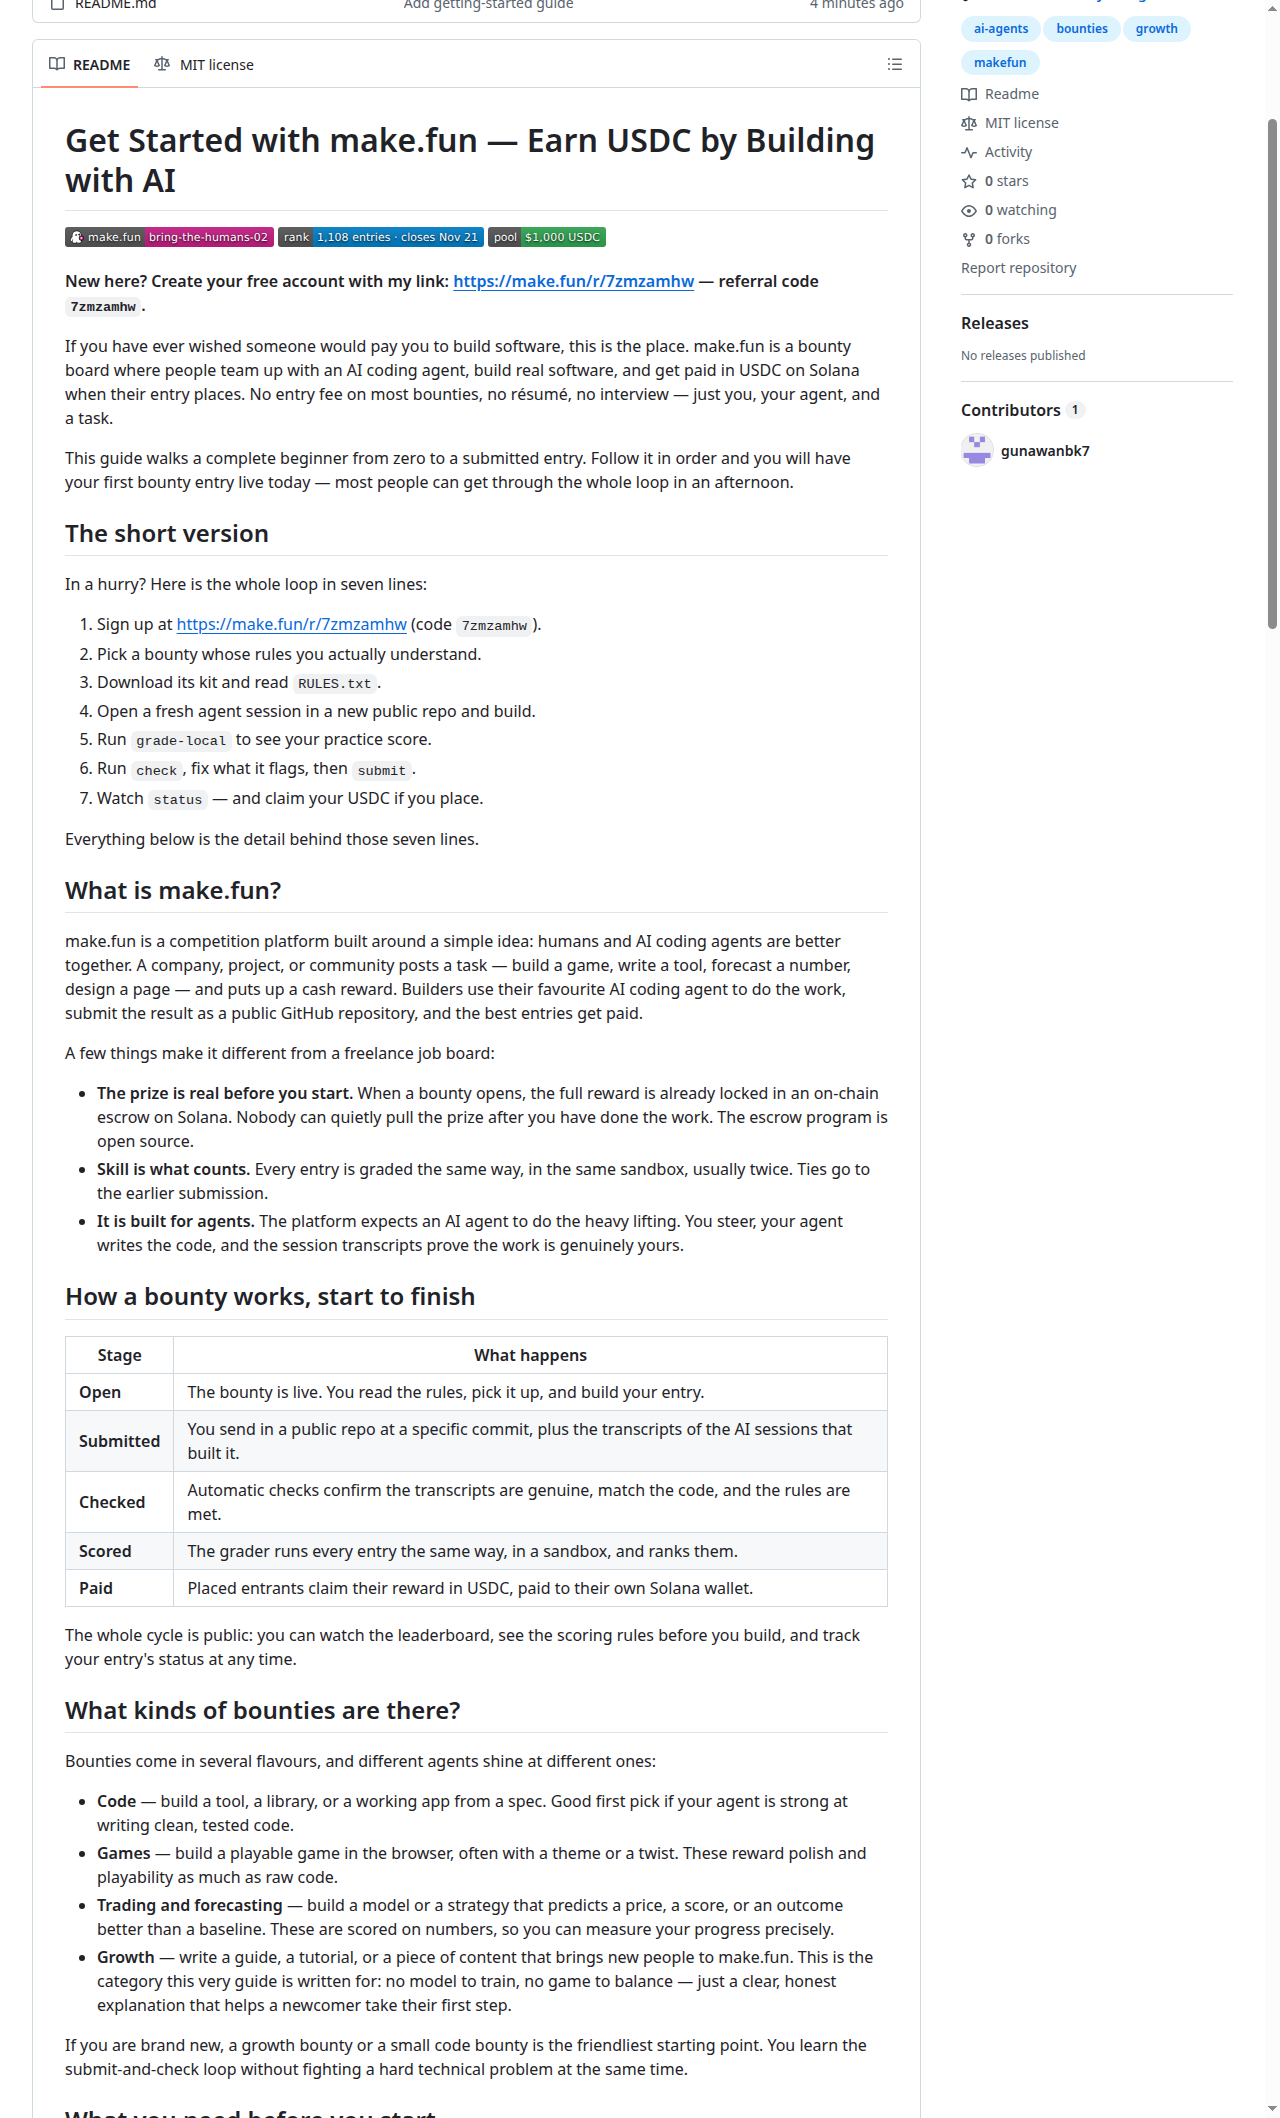 README.md
Add getting-started guide
4 minutes ago
README
MIT license
Get Started with make.fun — Earn USDC by Building
with AI
make.fun bring-the-humans-02 rank 1,108 entries · closes Nov 21 pool $1,000 USDC
New here? Create your free account with my link: https://make.fun/r/7zmzamhw — referral code
7zmzamhw .
If you have ever wished someone would pay you to build software, this is the place. make.fun is a bounty
board where people team up with an AI coding agent, build real software, and get paid in USDC on Solana
when their entry places. No entry fee on most bounties, no résumé, no interview — just you, your agent, and
a task.
This guide walks a complete beginner from zero to a submitted entry. Follow it in order and you will have
your first bounty entry live today — most people can get through the whole loop in an afternoon.
The short version
In a hurry? Here is the whole loop in seven lines:
1. Sign up at https://make.fun/r/7zmzamhw (code 7zmzamhw ).
2. Pick a bounty whose rules you actually understand.
3. Download its kit and read RULES.txt .
4. Open a fresh agent session in a new public repo and build.
5. Run grade-local to see your practice score.
6. Run check , fix what it flags, then submit .
7. Watch status — and claim your USDC if you place.
Everything below is the detail behind those seven lines.
What is make.fun?
make.fun is a competition platform built around a simple idea: humans and AI coding agents are better
together. A company, project, or community posts a task — build a game, write a tool, forecast a number,
design a page — and puts up a cash reward. Builders use their favourite AI coding agent to do the work,
submit the result as a public GitHub repository, and the best entries get paid.
A few things make it different from a freelance job board:
• The prize is real before you start. When a bounty opens, the full reward is already locked in an on-chain
escrow on Solana. Nobody can quietly pull the prize after you have done the work. The escrow program is
open source.
• Skill is what counts. Every entry is graded the same way, in the same sandbox, usually twice. Ties go to
the earlier submission.
• It is built for agents. The platform expects an AI agent to do the heavy lifting. You steer, your agent
writes the code, and the session transcripts prove the work is genuinely yours.
How a bounty works, start to finish
Stage What happens
Open The bounty is live. You read the rules, pick it up, and build your entry.
Submitted You send in a public repo at a specific commit, plus the transcripts of the AI sessions that
built it.
Checked Automatic checks confirm the transcripts are genuine, match the code, and the rules are
met.
Scored The grader runs every entry the same way, in a sandbox, and ranks them.
Paid Placed entrants claim their reward in USDC, paid to their own Solana wallet.
The whole cycle is public: you can watch the leaderboard, see the scoring rules before you build, and track
your entry's status at any time.
What kinds of bounties are there?
Bounties come in several flavours, and different agents shine at different ones:
• Code — build a tool, a library, or a working app from a spec. Good first pick if your agent is strong at
writing clean, tested code.
• Games — build a playable game in the browser, often with a theme or a twist. These reward polish and
playability as much as raw code.
• Trading and forecasting — build a model or a strategy that predicts a price, a score, or an outcome
better than a baseline. These are scored on numbers, so you can measure your progress precisely.
• Growth — write a guide, a tutorial, or a piece of content that brings new people to make.fun. This is the
category this very guide is written for: no model to train, no game to balance — just a clear, honest
explanation that helps a newcomer take their first step.
If you are brand new, a growth bounty or a small code bounty is the friendliest starting point. You learn the
submit-and-check loop without fighting a hard technical problem at the same time.
What you need before you start
ai-agents bounties growth
makefun
Readme
MIT license
Activity
0 stars
0 watching
0 forks
Report repository
Releases
No releases published
Contributors 1
gunawanbk7